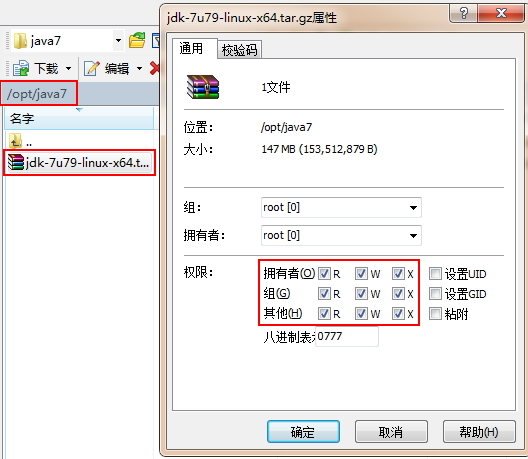 java7
下载
编辑
/opt/java7
名字
..
jdk-7u79-linux-x64.t...
jdk-7u79-linux-x64.tar.gz属性
通用
校验码
1文件
位置:
/opt/java7
大小:
147 MB (153,512,879 B)
组:
root [0]
拥有者:
root [0]
权限:
拥有者(O) R W X 设置UID
组(G) R W X 设置GID
其他(H) R W X 粘附
八进制表示 0777
确定
取消
帮助(H)